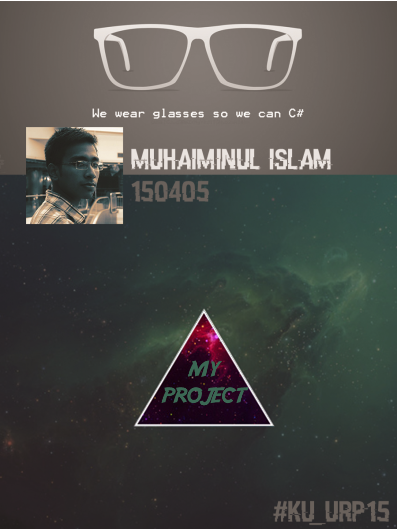 We wear glasses so we can C#
MUHAIMINUL ISLAM
150405
MY
PROJECT
#KU_URP15